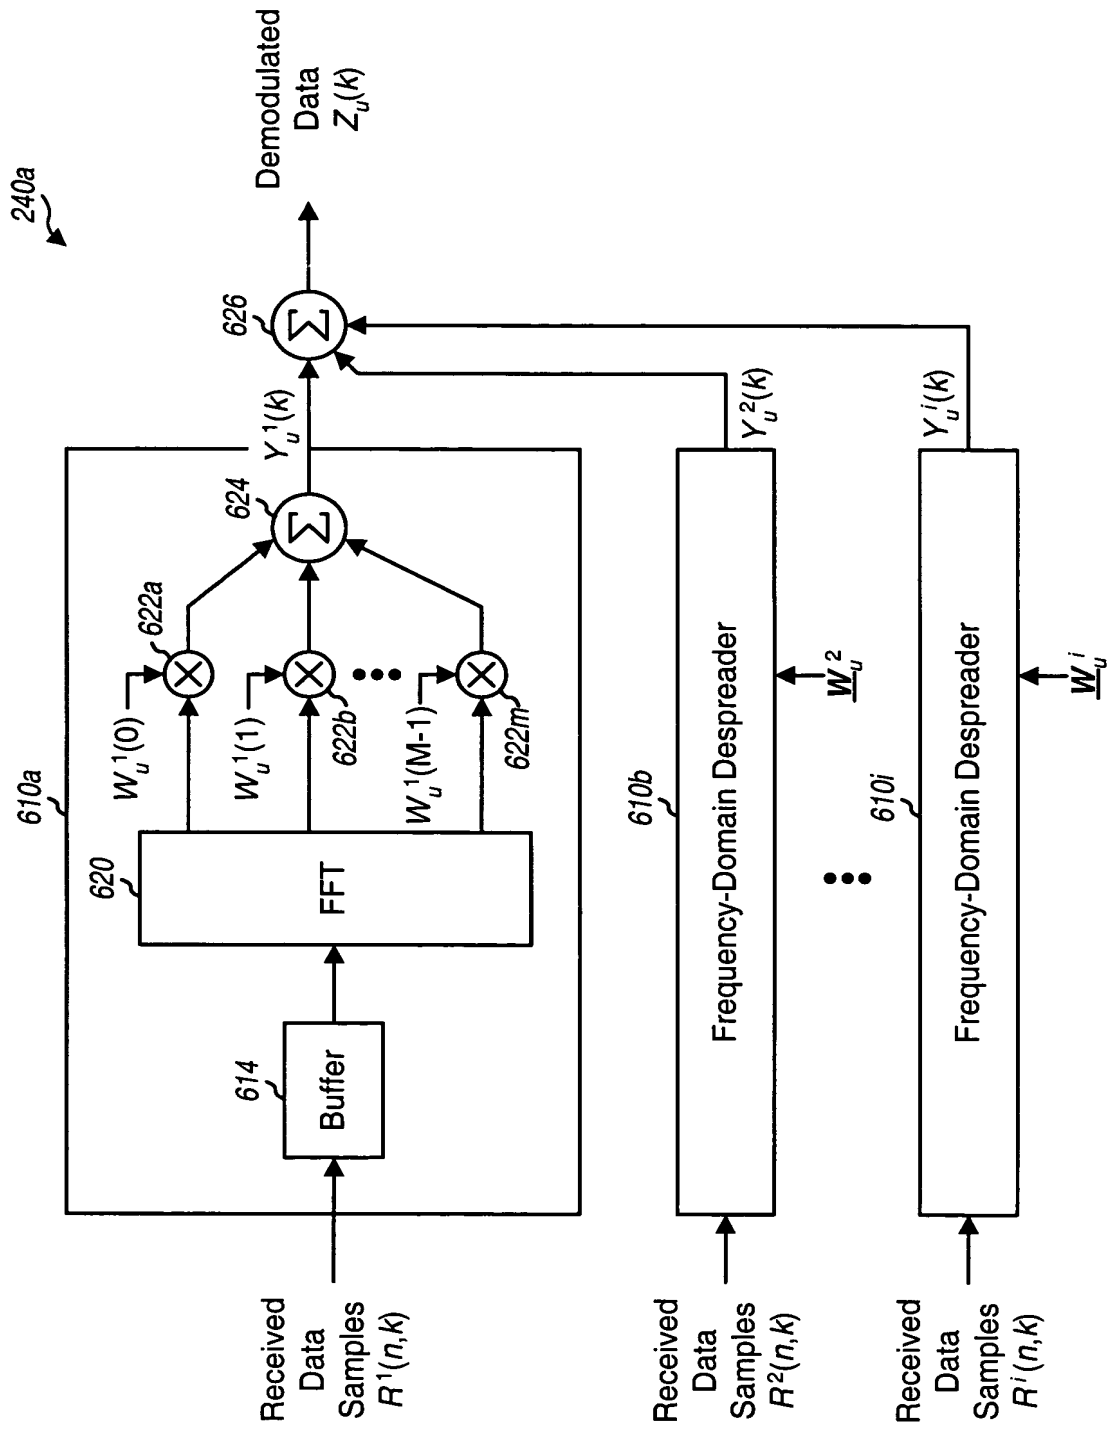 240a
610a
W_u^1(0)
622a
620
W_u^1(1)
624
626
Demodulated
Data
Z_u(k)
Y_u^1(k)
Received
Data
Samples
R^1(n,k)
614
Buffer
FFT
622b
W_u^1(M-1)
622m
610b
Received
Data
Samples
R^2(n,k)
Frequency-Domain Despreader
Y_u^2(k)
W_u^2
610i
Received
Data
Samples
R^i(n,k)
Frequency-Domain Despreader
Y_u^i(k)
W_u^i
Σ
Σ